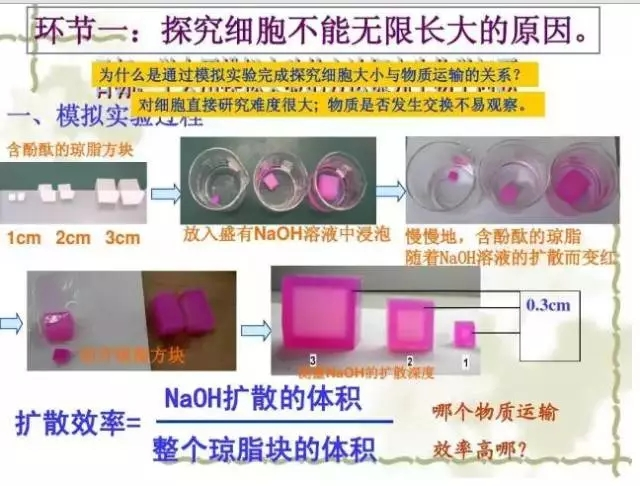 环节一：探究细胞不能无限长大的原因。
为什么是通过模拟实验完成探究细胞大小与物质运输的关系？
对细胞直接研究难度很大；物质是否发生交换不易观察。
一、模拟实验过程
含酚酞的琼脂方块
1cm 2cm 3cm
放入盛有NaOH溶液中浸泡
慢慢地，含酚酞的琼脂
随着NaOH溶液的扩散而变红
方块
0.3cm
3 2 1
测量NaOH的扩散深度
扩散效率=
NaOH扩散的体积
整个琼脂块的体积
哪个物质运输
效率高哪？